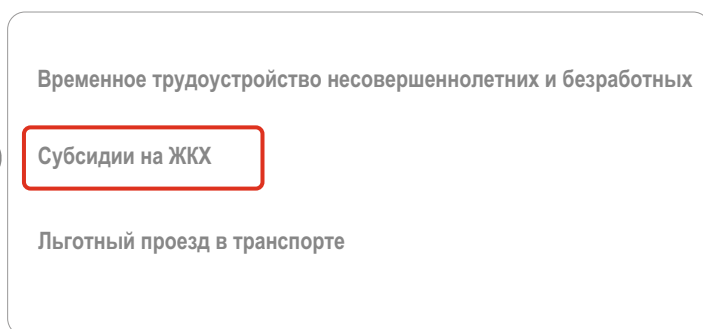 Временное трудоустройство несовершеннолетних и безработных
Субсидии на ЖКХ
Льготный проезд в транспорте